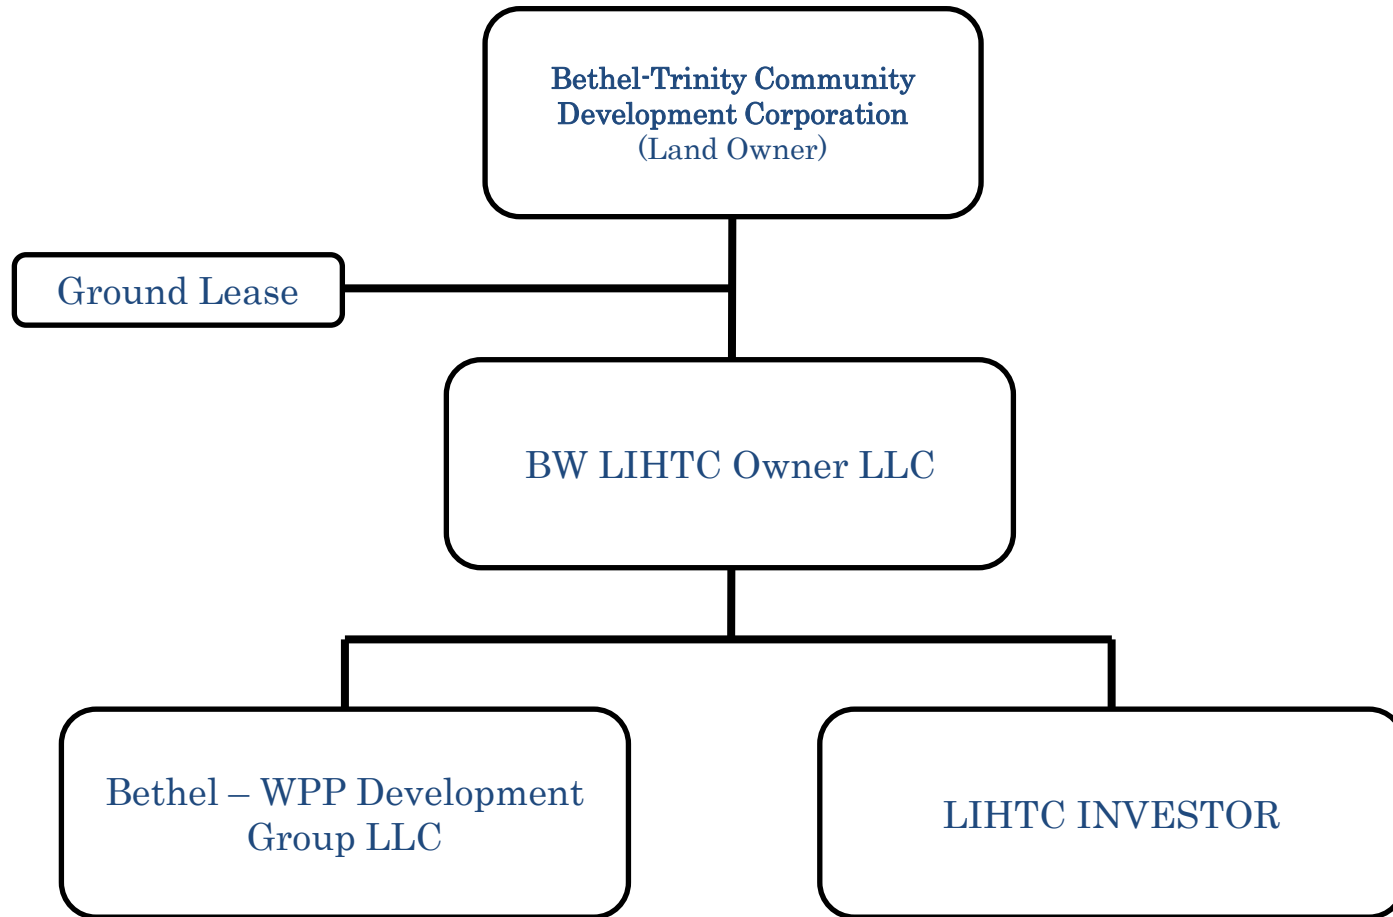 Bethel-Trinity Community
Development Corporation
(Land Owner)
Ground Lease
BW LIHTC Owner LLC
Bethel – WPP Development
Group LLC
LIHTC INVESTOR